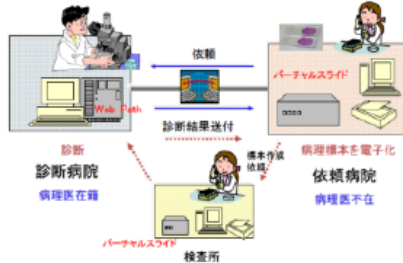 依頼
バーチャルスライド
Web Path
診断結果送付
診断
診断病院
病理医在籍
標本作成
依頼
病理標本を電子化
依頼病院
病理医不在
バーチャルスライド
検査所